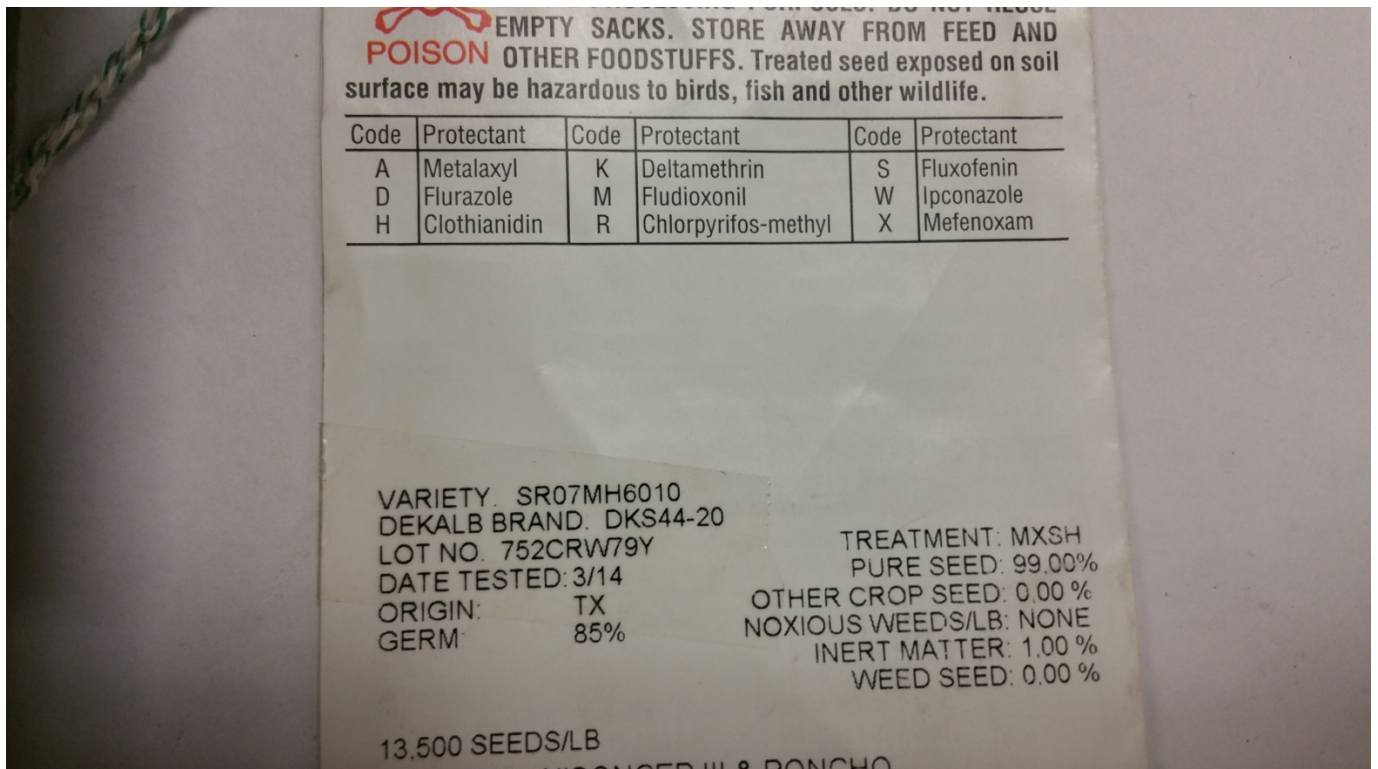 EMPTY SACKS. STORE AWAY FROM FEED AND
POISON OTHER FOODSTUFFS. Treated seed exposed on soil
surface may be hazardous to birds, fish and other wildlife.
Code Protectant Code Protectant Code Protectant
A Metalaxyl K Deltamethrin S Fluxofenin
D Flurazole M Fludioxonil W Ipconazole
H Clothianidin R Chlorpyrifos-methyl X Mefenoxam
VARIETY. SR07MH6010
DEKALB BRAND. DKS44-20
LOT NO. 752CRW79Y
DATE TESTED: 3/14
ORIGIN: TX
GERM: 85%
TREATMENT: MXSH
PURE SEED: 99.00%
OTHER CROP SEED: 0.00 %
NOXIOUS WEEDS/LB: NONE
INERT MATTER: 1.00 %
WEED SEED: 0.00 %
13,500 SEEDS/LB
III & PONCHO